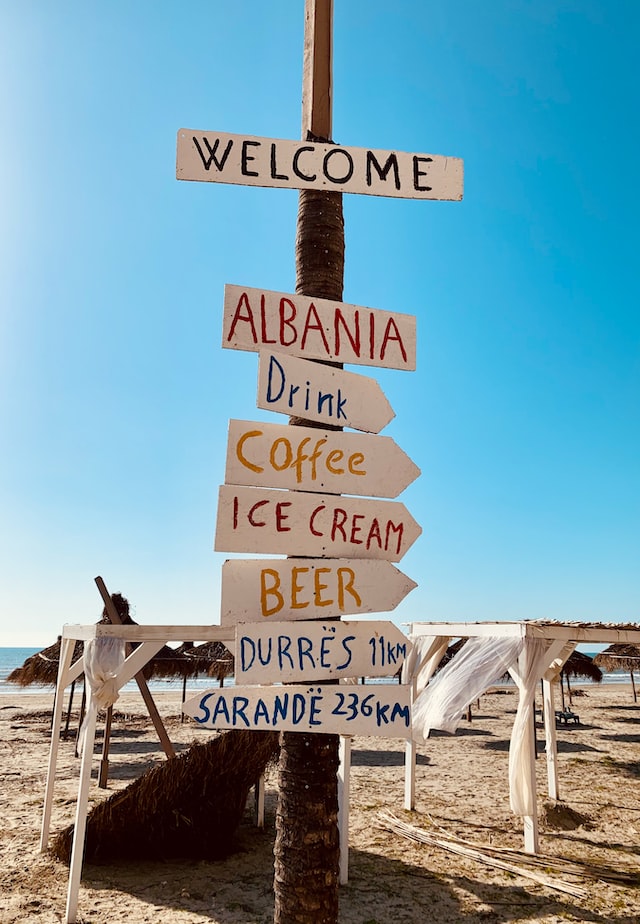 WELCOME
ALBANIA
Drink
Coffee
ICE CREAM
BEER
DURRËS 11KM
SARANDË 236KM